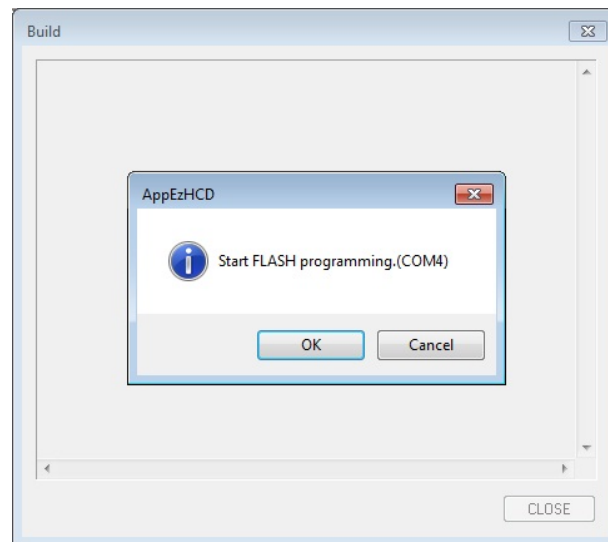 Build
AppEzHCD
Start FLASH programming.(COM4)
OK
Cancel
CLOSE